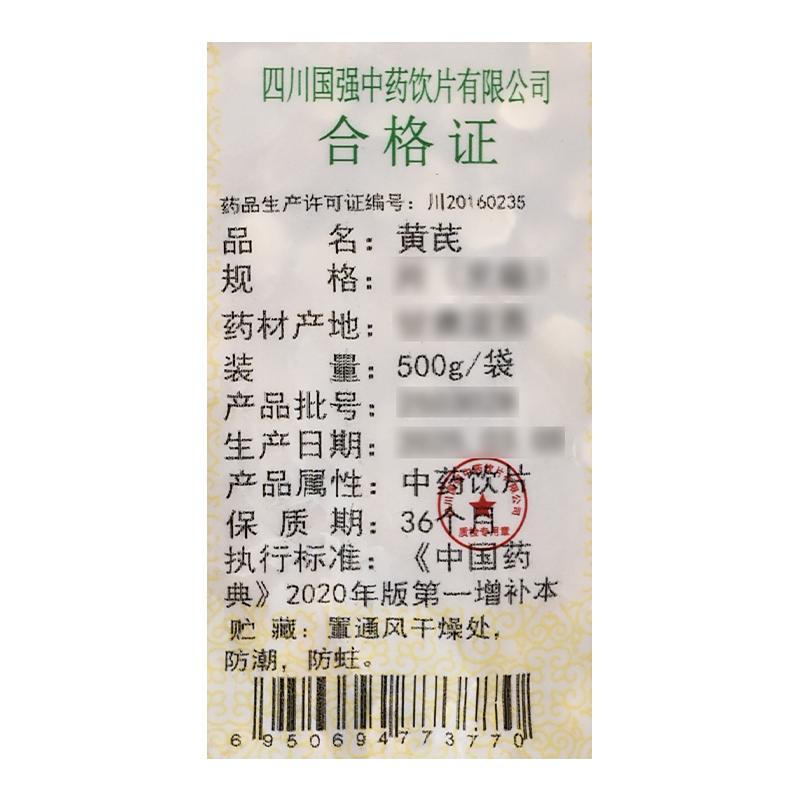 四川国强中药饮片有限公司
合格证
药品生产许可证编号：川20160235
品 名：黄芪
规 格：
药材产地：
装 量：500g/袋
产品批号：
生产日期：
产品属性：中药饮片
保 质 期：36个月
执行标准：《中国药
典》2020年版第一增补本
贮 藏：置通风干燥处，
防潮，防蛀。
质检专用章
6950694773770